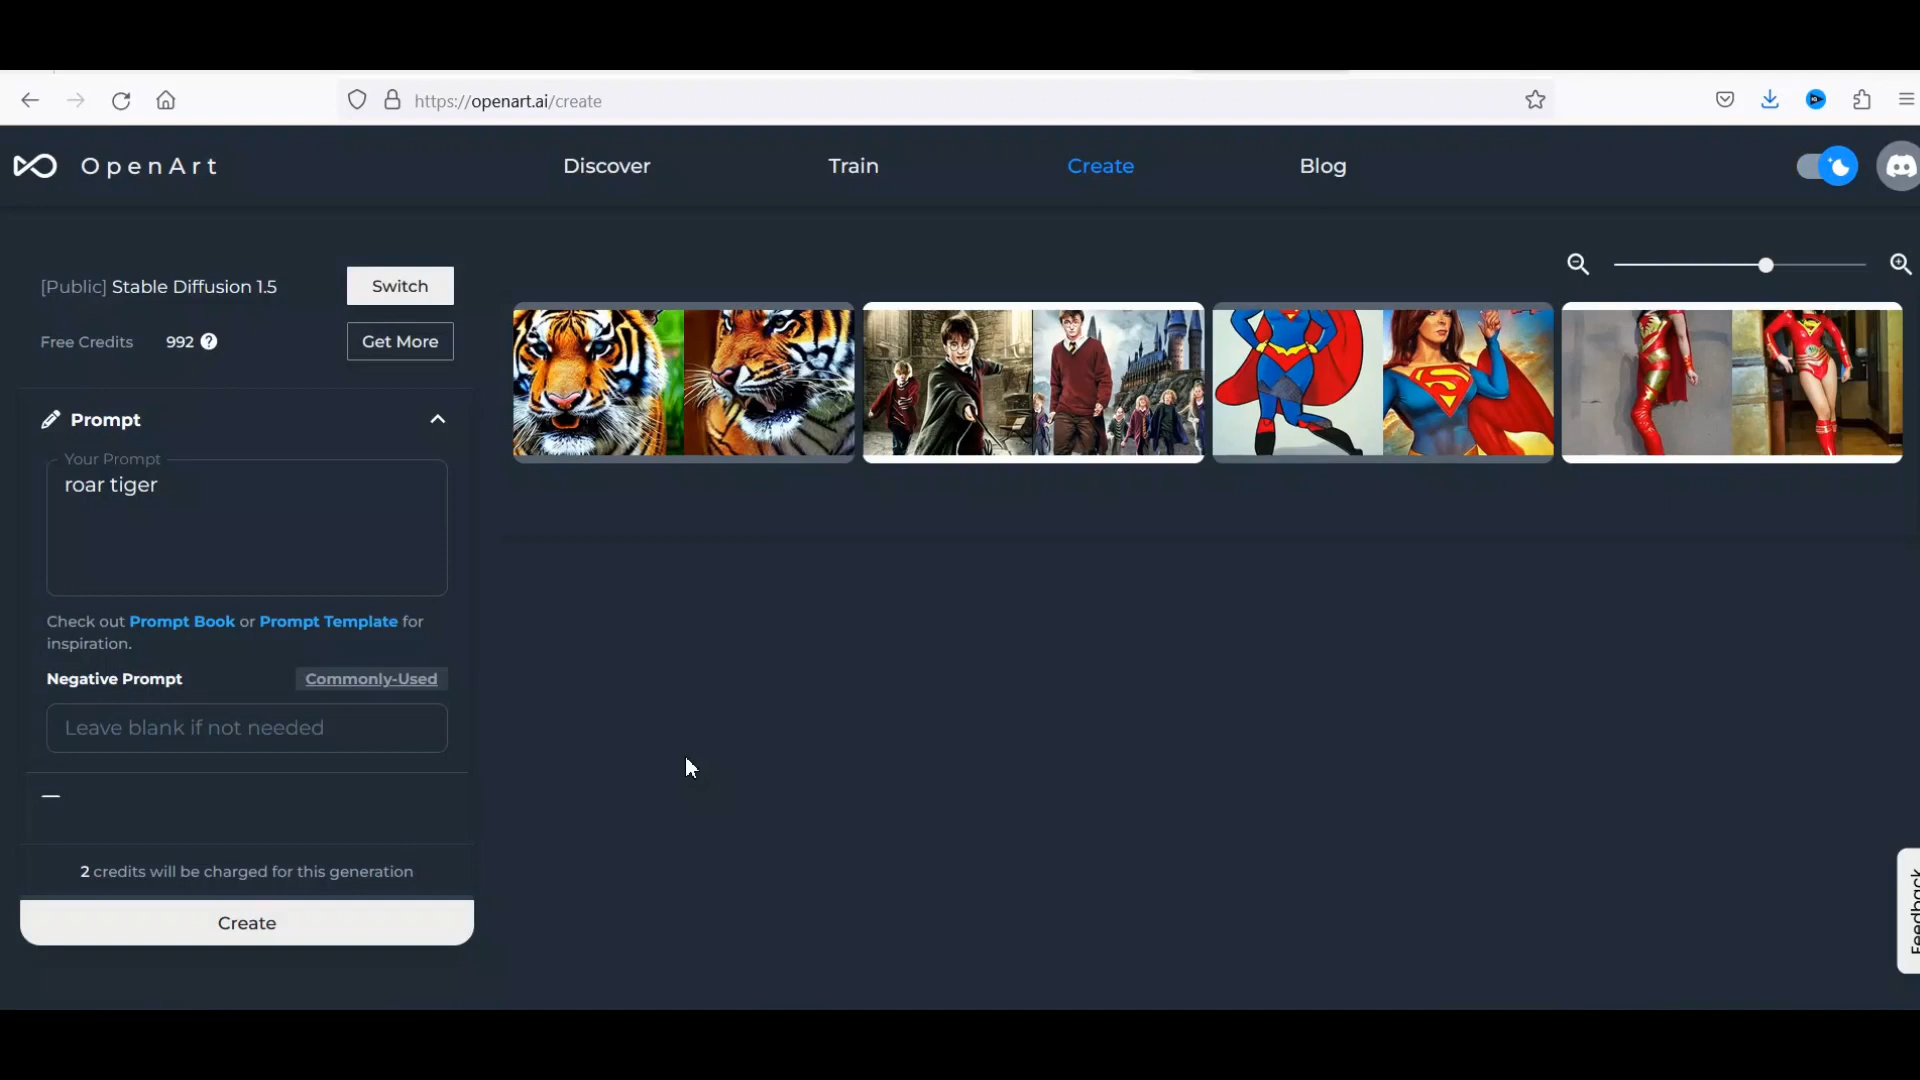 https://openart.ai/create
OpenArt
Discover
Train
Create
Blog
[Public] Stable Diffusion 1.5
Switch
Free Credits 992 ?
Get More
Prompt
Your Prompt
roar tiger
Check out Prompt Book or Prompt Template for
inspiration.
Negative Prompt
Commonly-Used
Leave blank if not needed
2 credits will be charged for this generation
Create
Feedback